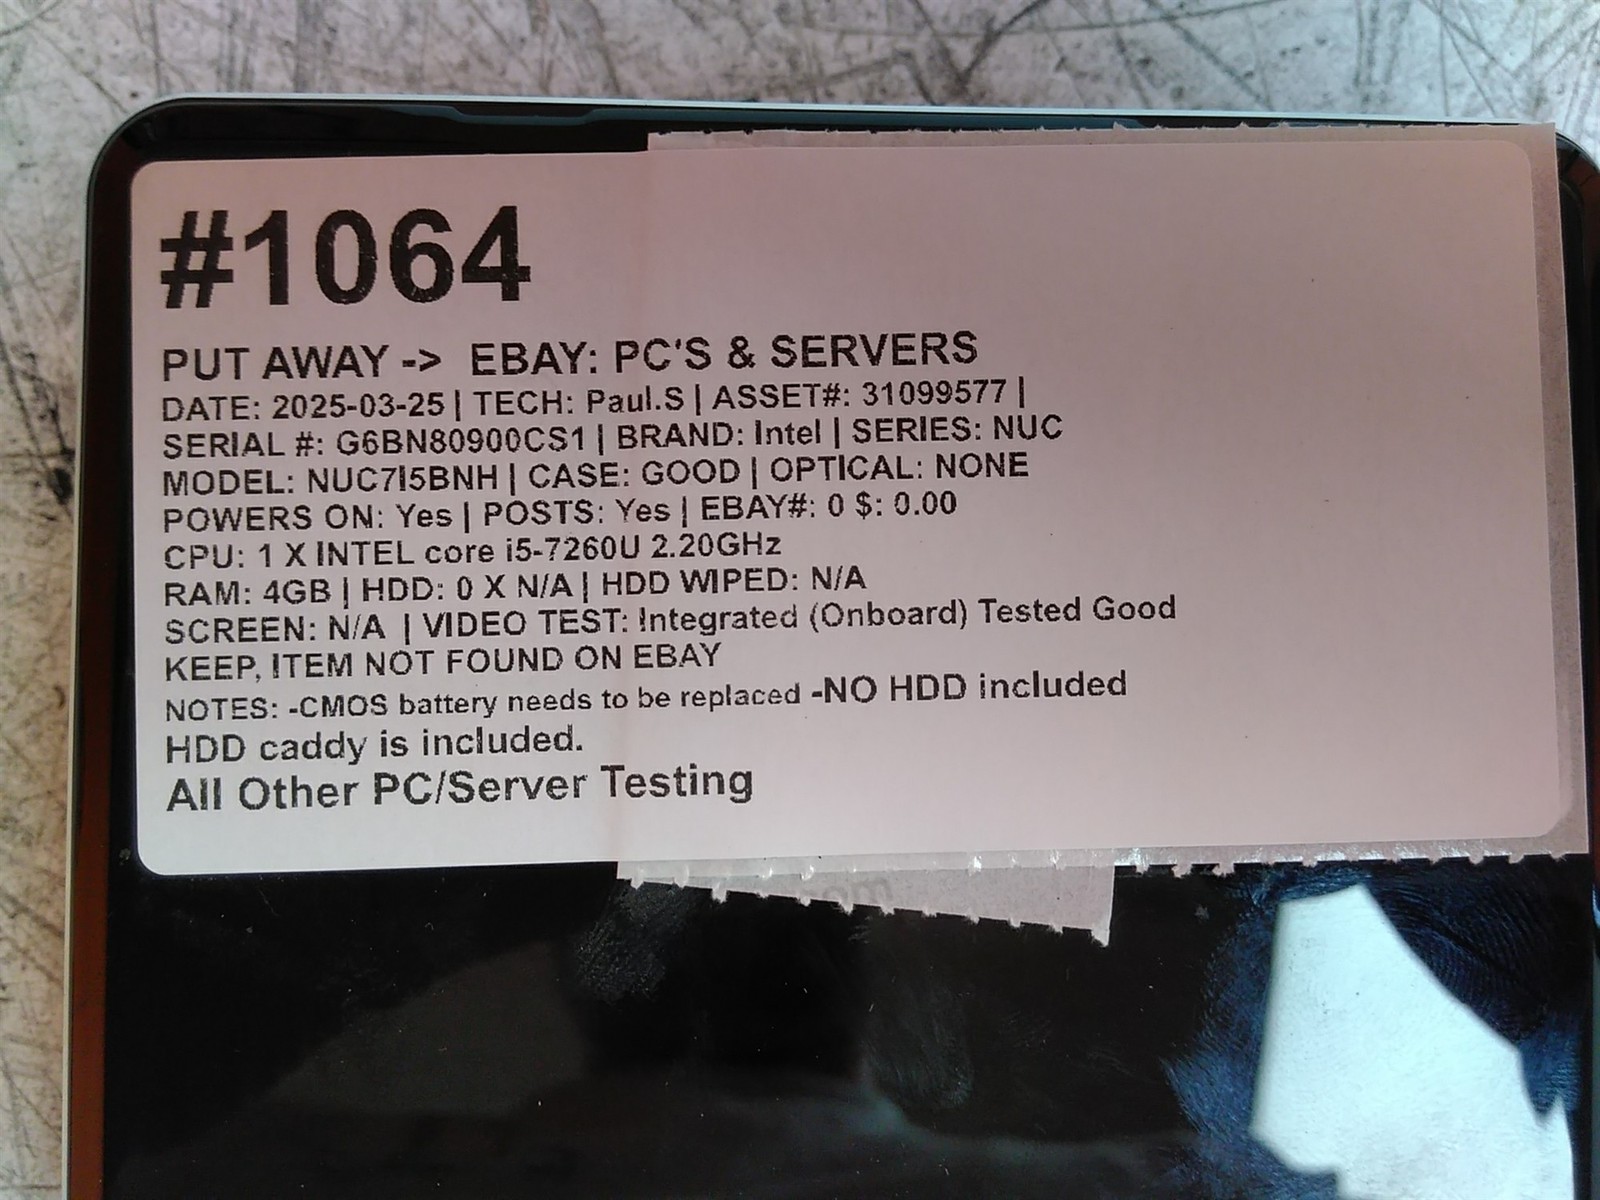 #1064
PUT AWAY -> EBAY: PC'S & SERVERS
DATE: 2025-03-25 | TECH: Paul.S | ASSET#: 31099577 |
SERIAL #: G6BN80900CS1 | BRAND: Intel | SERIES: NUC
MODEL: NUC7I5BNH | CASE: GOOD | OPTICAL: NONE
POWERS ON: Yes | POSTS: Yes | EBAY#: 0 $: 0.00
CPU: 1 X INTEL core i5-7260U 2.20GHz
RAM: 4GB | HDD: 0 X N/A | HDD WIPED: N/A
SCREEN: N/A | VIDEO TEST: Integrated (Onboard) Tested Good
KEEP, ITEM NOT FOUND ON EBAY
NOTES: -CMOS battery needs to be replaced -NO HDD included
HDD caddy is included.
All Other PC/Server Testing